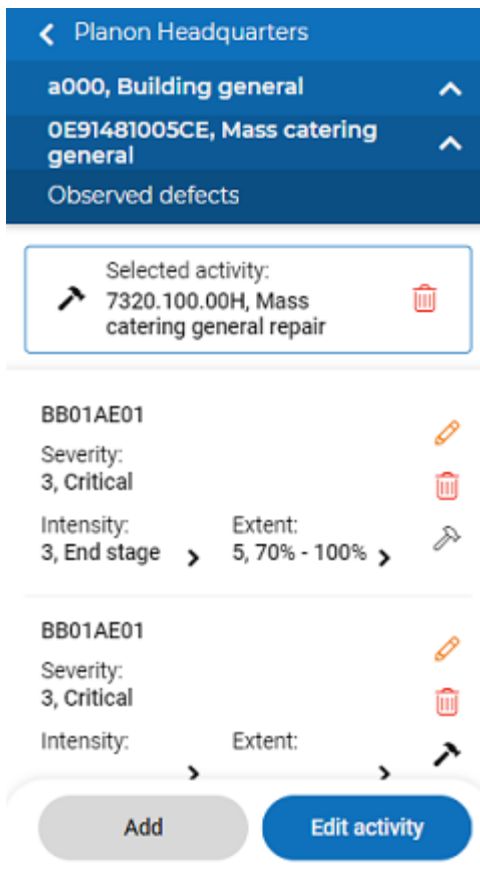 Planon Headquarters
a000, Building general
0E91481005CE, Mass catering
general
Observed defects
Selected activity:
7320.100.00H, Mass
catering general repair
BB01AE01
Severity:
3, Critical
Intensity: Extent:
3, End stage 5, 70% - 100%
BB01AE01
Severity:
3, Critical
Intensity: Extent:
Add Edit activity